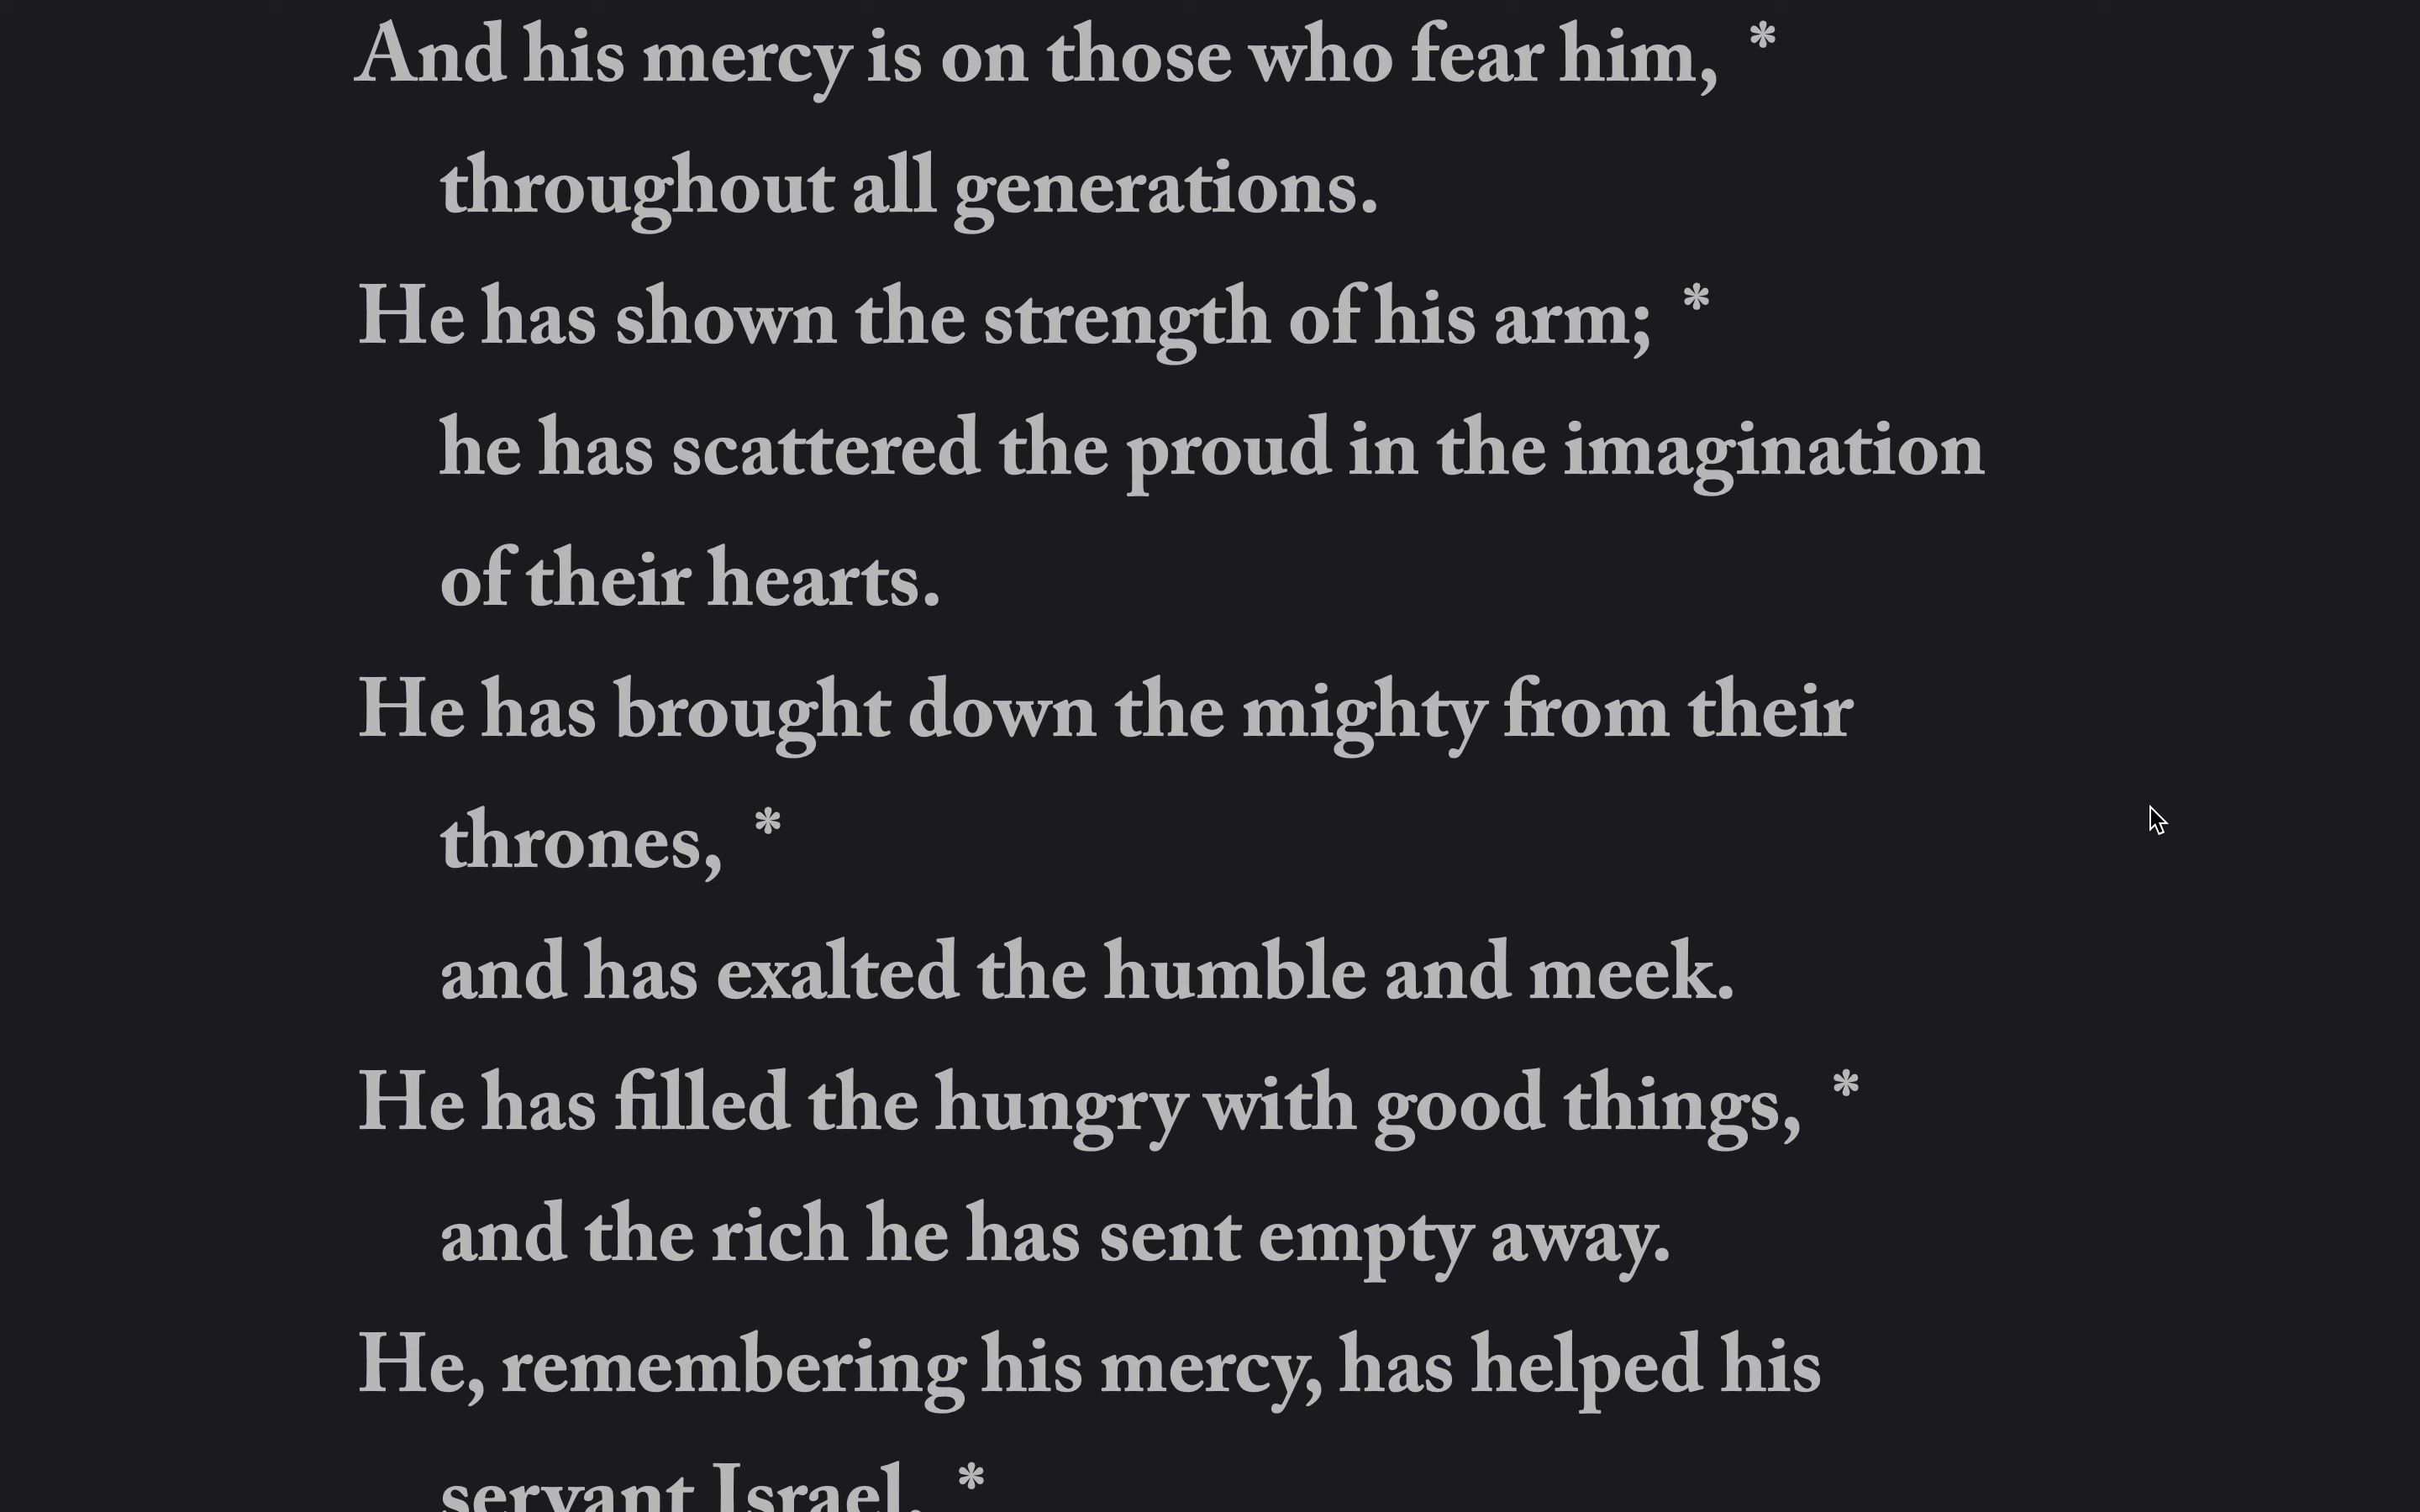 And his mercy is on those who fear him, *
throughout all generations.
He has shown the strength of his arm; *
he has scattered the proud in the imagination
of their hearts.
He has brought down the mighty from their
thrones, *
and has exalted the humble and meek.
He has filled the hungry with good things, *
and the rich he has sent empty away.
He, remembering his mercy, has helped his
servant Israel, *